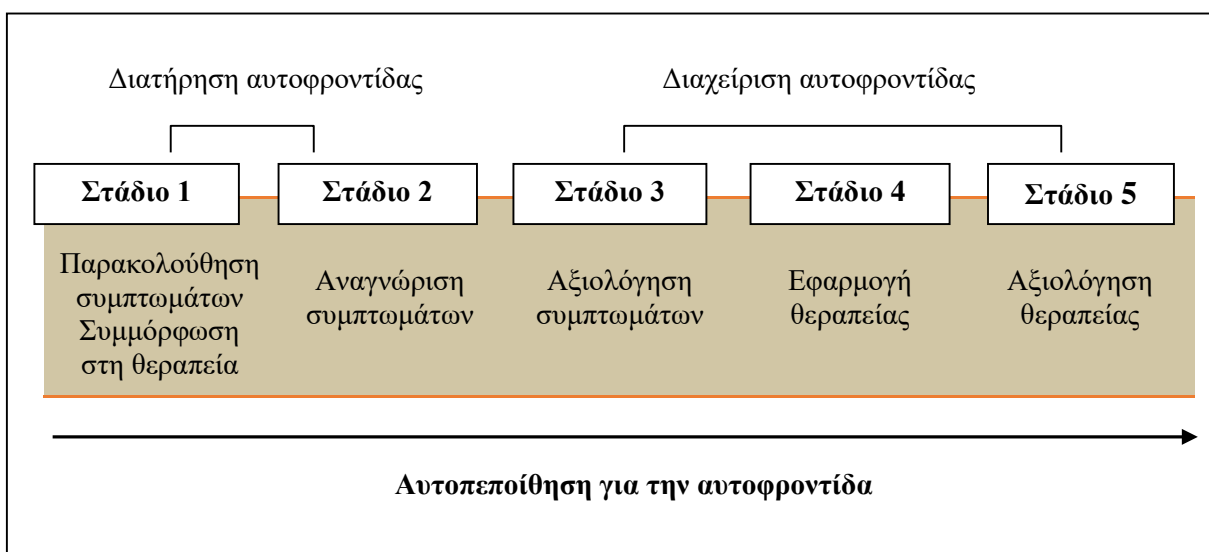 Διατήρηση αυτοφροντίδας
Διαχείριση αυτοφροντίδας
Στάδιο 1
Στάδιο 2
Στάδιο 3
Στάδιο 4
Στάδιο 5
Παρακολούθηση
συμπτωμάτων
Συμμόρφωση
στη θεραπεία
Αναγνώριση
συμπτωμάτων
Αξιολόγηση
συμπτωμάτων
Εφαρμογή
θεραπείας
Αξιολόγηση
θεραπείας
Αυτοπεποίθηση για την αυτοφροντίδα